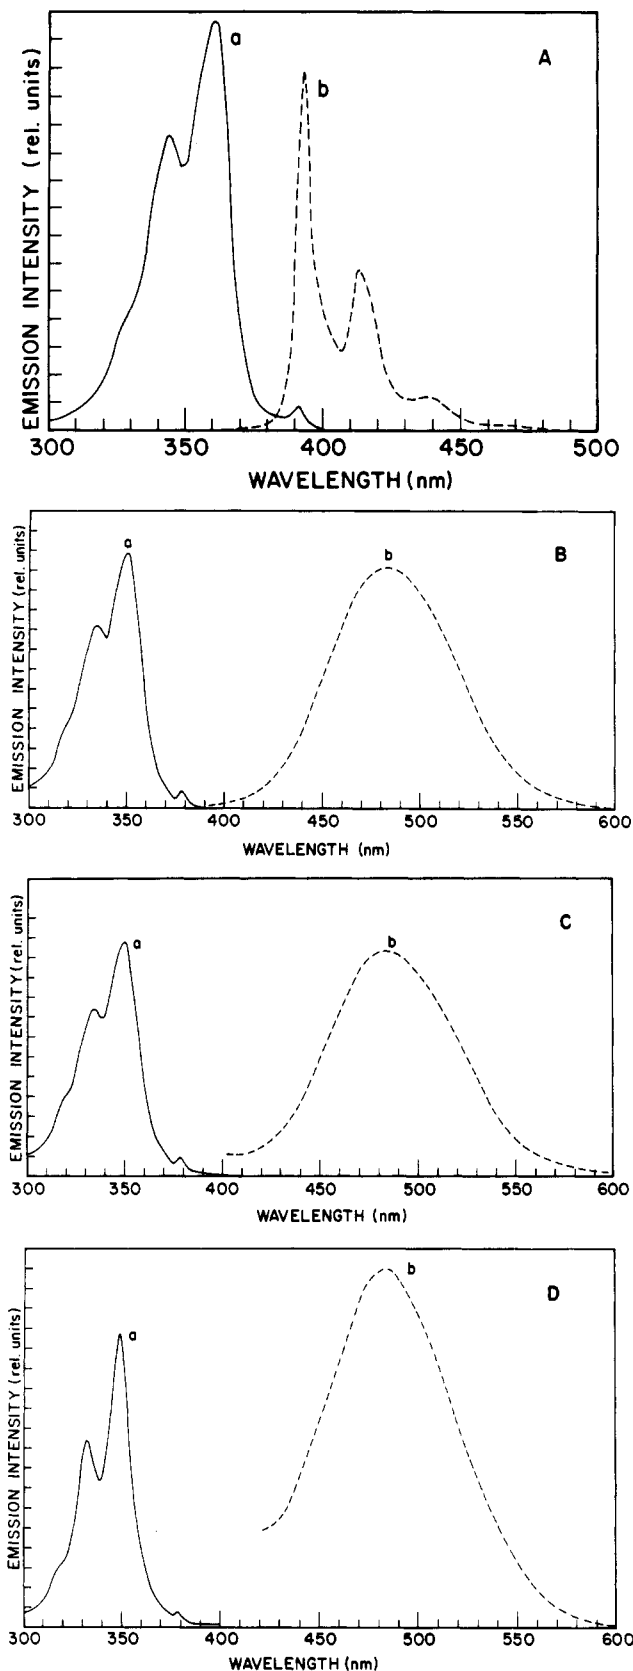 a
A
b
EMISSION INTENSITY (rel. units)
300 350 400 450 500
WAVELENGTH (nm)
a
b
B
EMISSION INTENSITY (rel. units)
300 350 400 450 500 550 600
WAVELENGTH (nm)
a
b
C
EMISSION INTENSITY (rel. units)
300 350 400 450 500 550 600
WAVELENGTH (nm)
b
D
a
EMISSION INTENSITY (rel. units)
300 350 400 450 500 550 600
WAVELENGTH (nm)